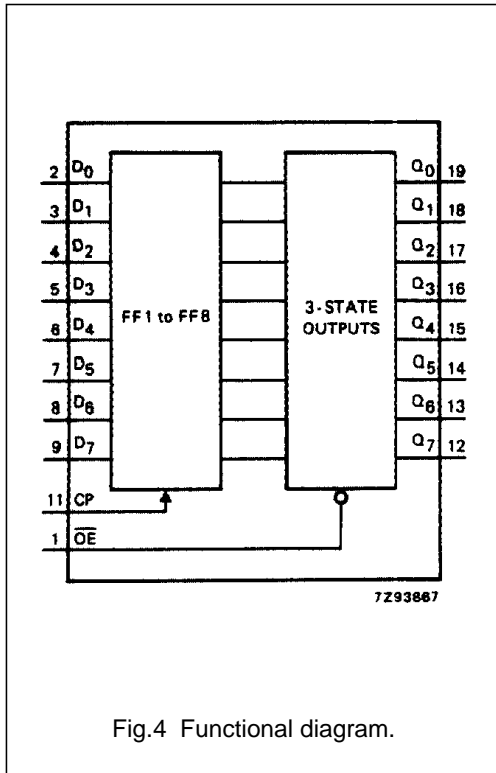 2 D0 Q0 19
3 D1 Q1 18
4 D2 Q2 17
5 D3 Q3 16
FF1 to FF8 3-STATE
OUTPUTS
6 D4 Q4 15
7 D5 Q5 14
8 D6 Q6 13
9 D7 Q7 12
11 CP
1 O̅E̅
7Z93867
Fig.4 Functional diagram.